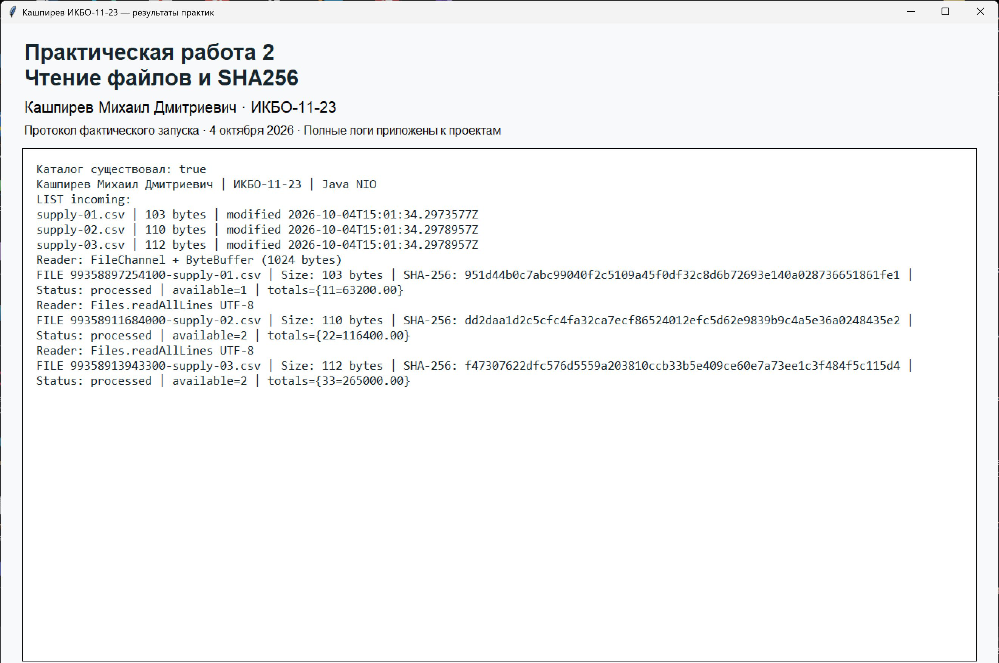 Кашпирев ИКБО-11-23 — результаты практик
Практическая работа 2
Чтение файлов и SHA256
Кашпирев Михаил Дмитриевич · ИКБО-11-23
Протокол фактического запуска · 4 октября 2026 · Полные логи приложены к проектам
Каталог существовал: true
Кашпирев Михаил Дмитриевич | ИКБО-11-23 | Java NIO
LIST incoming:
supply-01.csv | 103 bytes | modified 2026-10-04T15:01:34.2973577Z
supply-02.csv | 110 bytes | modified 2026-10-04T15:01:34.2978957Z
supply-03.csv | 112 bytes | modified 2026-10-04T15:01:34.2978957Z
Reader: FileChannel + ByteBuffer (1024 bytes)
FILE 99358897254100-supply-01.csv | Size: 103 bytes | SHA-256: 951d44b0c7abc99040f2c5109a45f0df32c8d6b72693e140a028736651861fe1 |
Status: processed | available=1 | totals={11=63200.00}
Reader: Files.readAllLines UTF-8
FILE 99358911684000-supply-02.csv | Size: 110 bytes | SHA-256: dd2daa1d2c5cfc4fa32ca7ecf86524012efc5d62e9839b9c4a5e36a0248435e2 |
Status: processed | available=2 | totals={22=116400.00}
Reader: Files.readAllLines UTF-8
FILE 99358913943300-supply-03.csv | Size: 112 bytes | SHA-256: f47307622dfc576d5559a203810ccb33b5e409ce60e7a73ee1c3f484f5c115d4 |
Status: processed | available=2 | totals={33=265000.00}